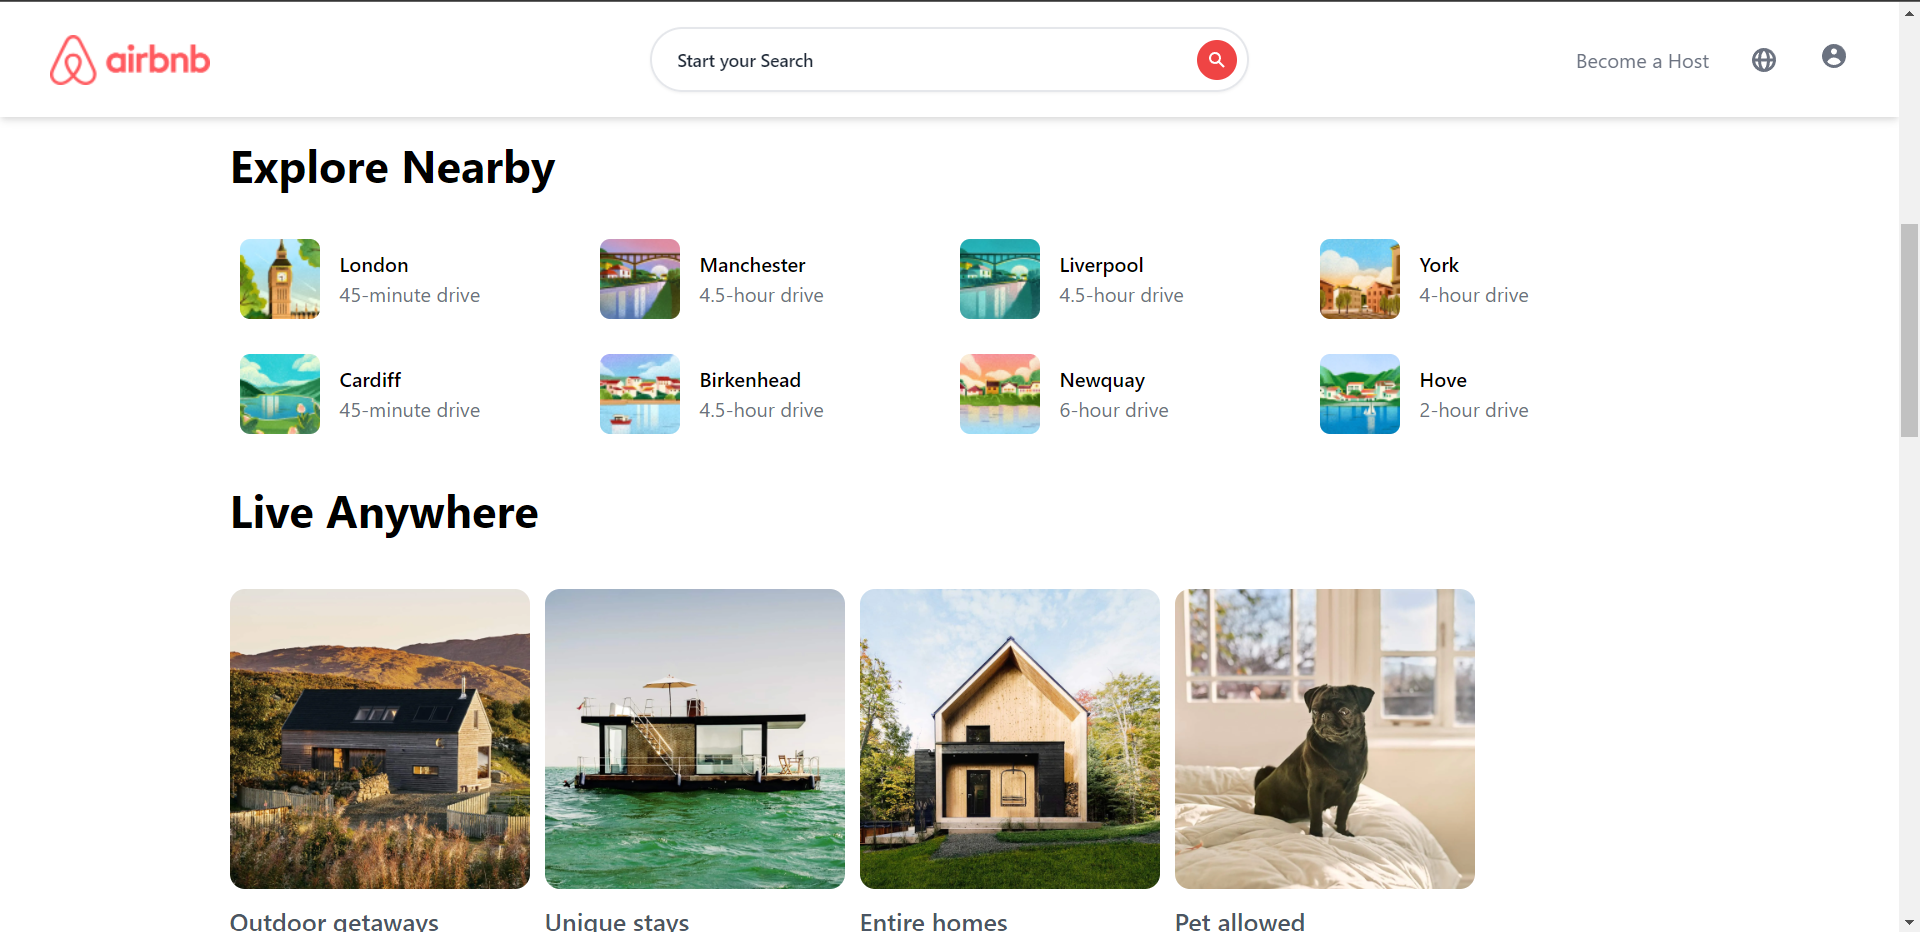 airbnb
Start your Search
Become a Host
Explore Nearby
London
45-minute drive
Manchester
4.5-hour drive
Liverpool
4.5-hour drive
York
4-hour drive
Cardiff
45-minute drive
Birkenhead
4.5-hour drive
Newquay
6-hour drive
Hove
2-hour drive
Live Anywhere
Outdoor getaways
Unique stays
Entire homes
Pet allowed